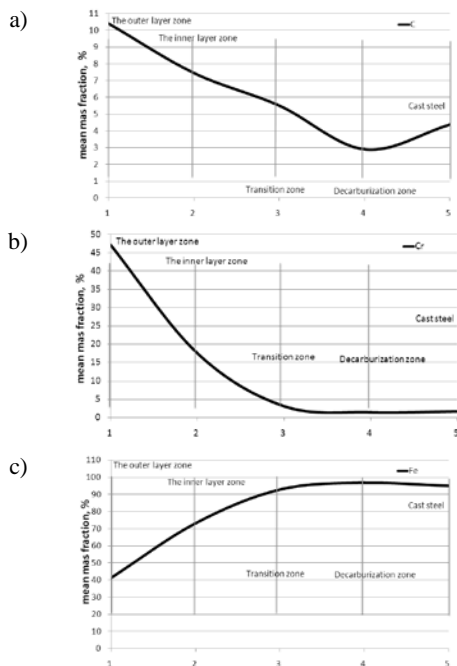 a)
C
The outer layer zone
The inner layer zone
Cast steel
Transition zone
Decarburization zone
mean mas fraction, %
11
10
9
8
7
6
5
4
3
2
1
0
1 2 3 4 5
b)
Cr
The outer layer zone
The inner layer zone
Cast steel
Transition zone
Decarburization zone
mean mas fraction, %
50
45
40
35
30
25
20
15
10
5
0
1 2 3 4 5
c)
The outer layer zone
Fe
The inner layer zone
Cast steel
Transition zone
Decarburization zone
mean mas fraction, %
110
100
90
80
70
60
50
40
30
20
10
0
1 2 3 4 5